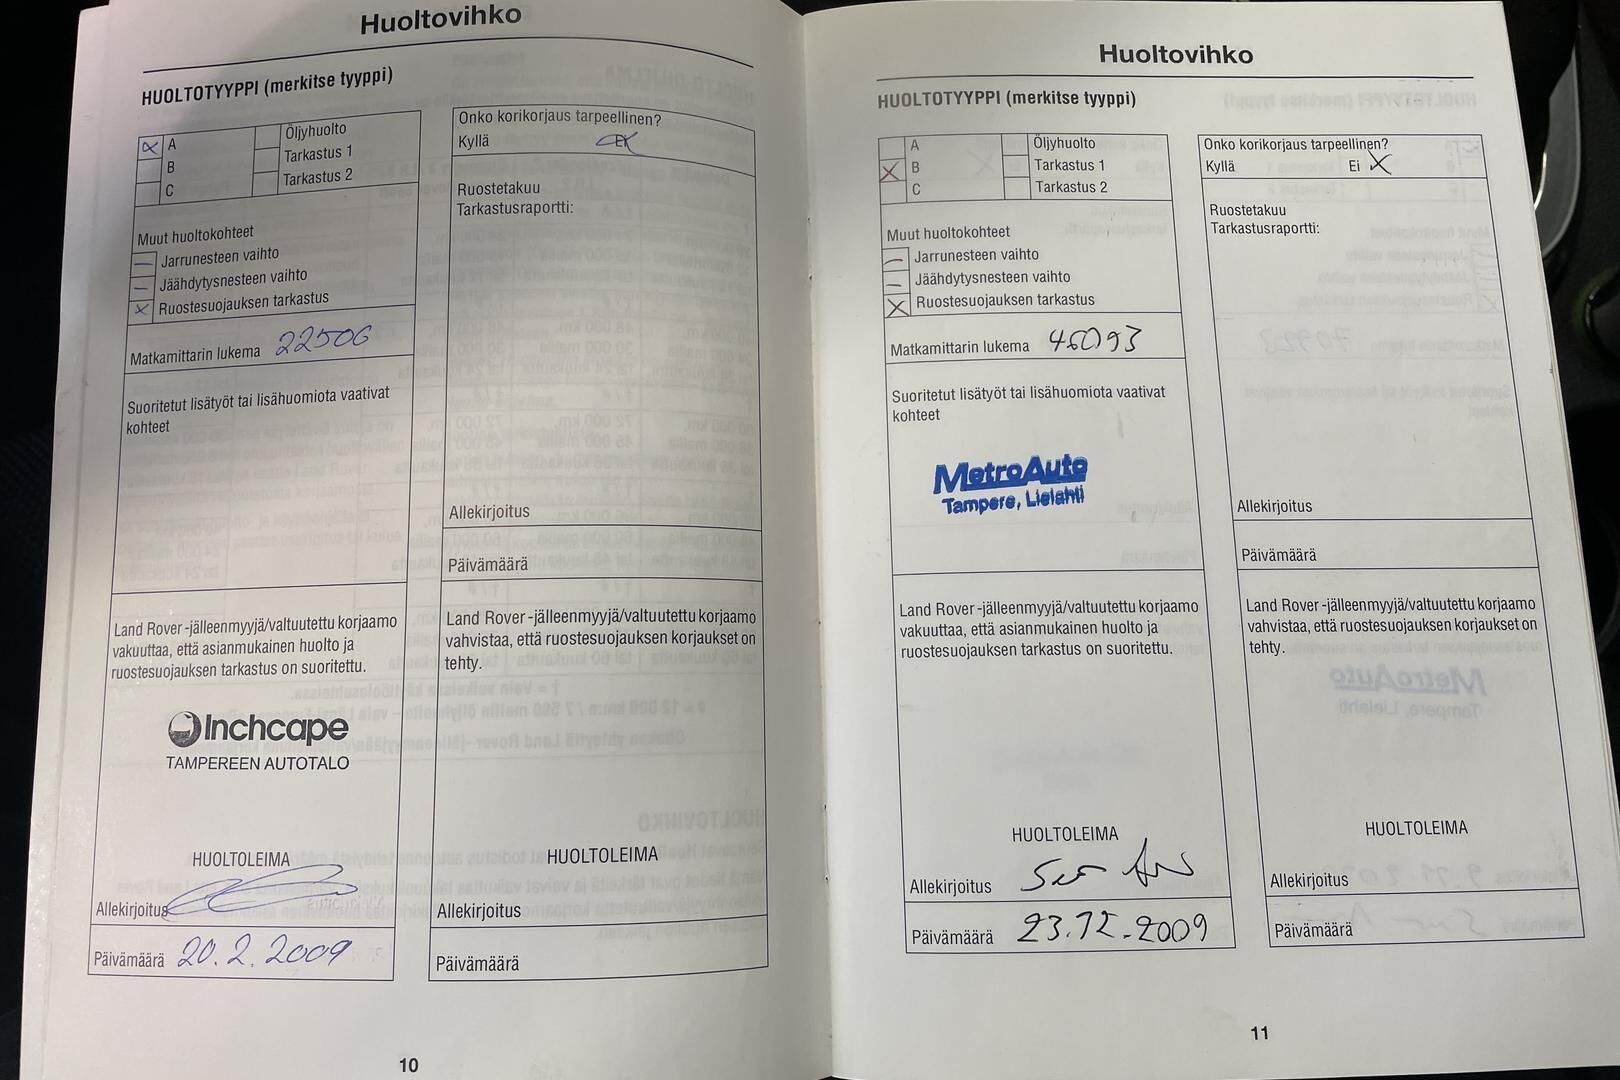 Huoltovihko
HUOLTOTYYPPI (merkitse tyyppi)
x A
B
C
Öljyhuolto
Tarkastus 1
Tarkastus 2
Muut huoltokohteet
– Jarrunesteen vaihto
– Jäähdytysnesteen vaihto
x Ruostesuojauksen tarkastus
Matkamittarin lukema 22506
Suoritetut lisätyöt tai lisähuomiota vaativat
kohteet
Land Rover -jälleenmyyjä/valtuutettu korjaamo
vakuuttaa, että asianmukainen huolto ja
ruostesuojauksen tarkastus on suoritettu.
Inchcape
TAMPEREEN AUTOTALO
HUOLTOLEIMA
Allekirjoitus
Päivämäärä 20.2.2009
Onko korikorjaus tarpeellinen?
Kyllä Ei
Ruostetakuu
Tarkastusraportti:
Allekirjoitus
Päivämäärä
Land Rover -jälleenmyyjä/valtuutettu korjaamo
vahvistaa, että ruostesuojauksen korjaukset on
tehty.
HUOLTOLEIMA
Allekirjoitus
Päivämäärä
10
Huoltovihko
HUOLTOTYYPPI (merkitse tyyppi)
A
X B
C
Öljyhuolto
Tarkastus 1
Tarkastus 2
Muut huoltokohteet
– Jarrunesteen vaihto
– Jäähdytysnesteen vaihto
X Ruostesuojauksen tarkastus
Matkamittarin lukema 46093
Suoritetut lisätyöt tai lisähuomiota vaativat
kohteet
MetroAuto
Tampere, Lielahti
Land Rover -jälleenmyyjä/valtuutettu korjaamo
vakuuttaa, että asianmukainen huolto ja
ruostesuojauksen tarkastus on suoritettu.
HUOLTOLEIMA
Allekirjoitus
Päivämäärä 23.12.2009
Onko korikorjaus tarpeellinen?
Kyllä Ei X
Ruostetakuu
Tarkastusraportti:
Allekirjoitus
Päivämäärä
Land Rover -jälleenmyyjä/valtuutettu korjaamo
vahvistaa, että ruostesuojauksen korjaukset on
tehty.
HUOLTOLEIMA
Allekirjoitus
Päivämäärä
11